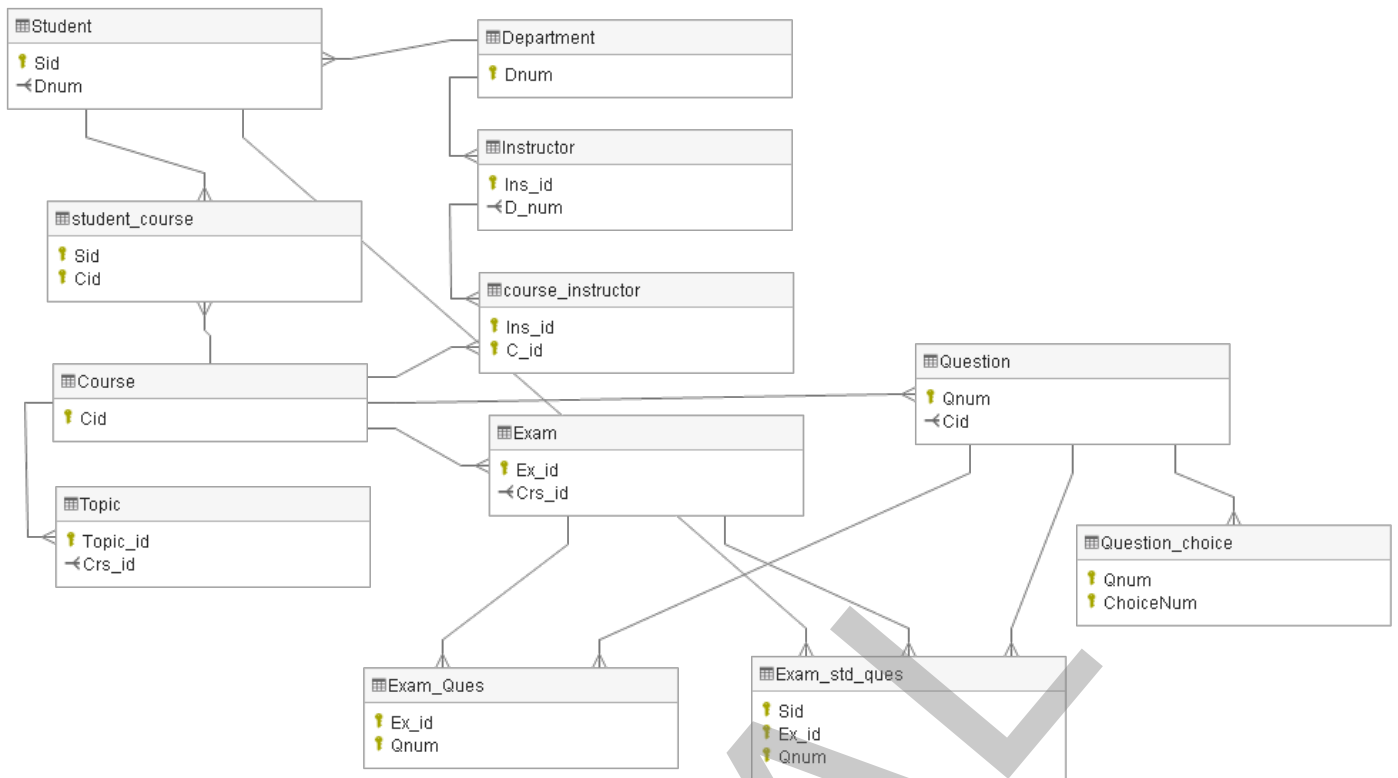 Student
Sid
Dnum
Department
Dnum
Instructor
Ins_id
D_num
student_course
Sid
Cid
course_instructor
Ins_id
C_id
Course
Cid
Question
Qnum
Cid
Exam
Ex_id
Crs_id
Topic
Topic_id
Crs_id
Question_choice
Qnum
ChoiceNum
Exam_Ques
Ex_id
Qnum
Exam_std_ques
Sid
Ex_id
Qnum